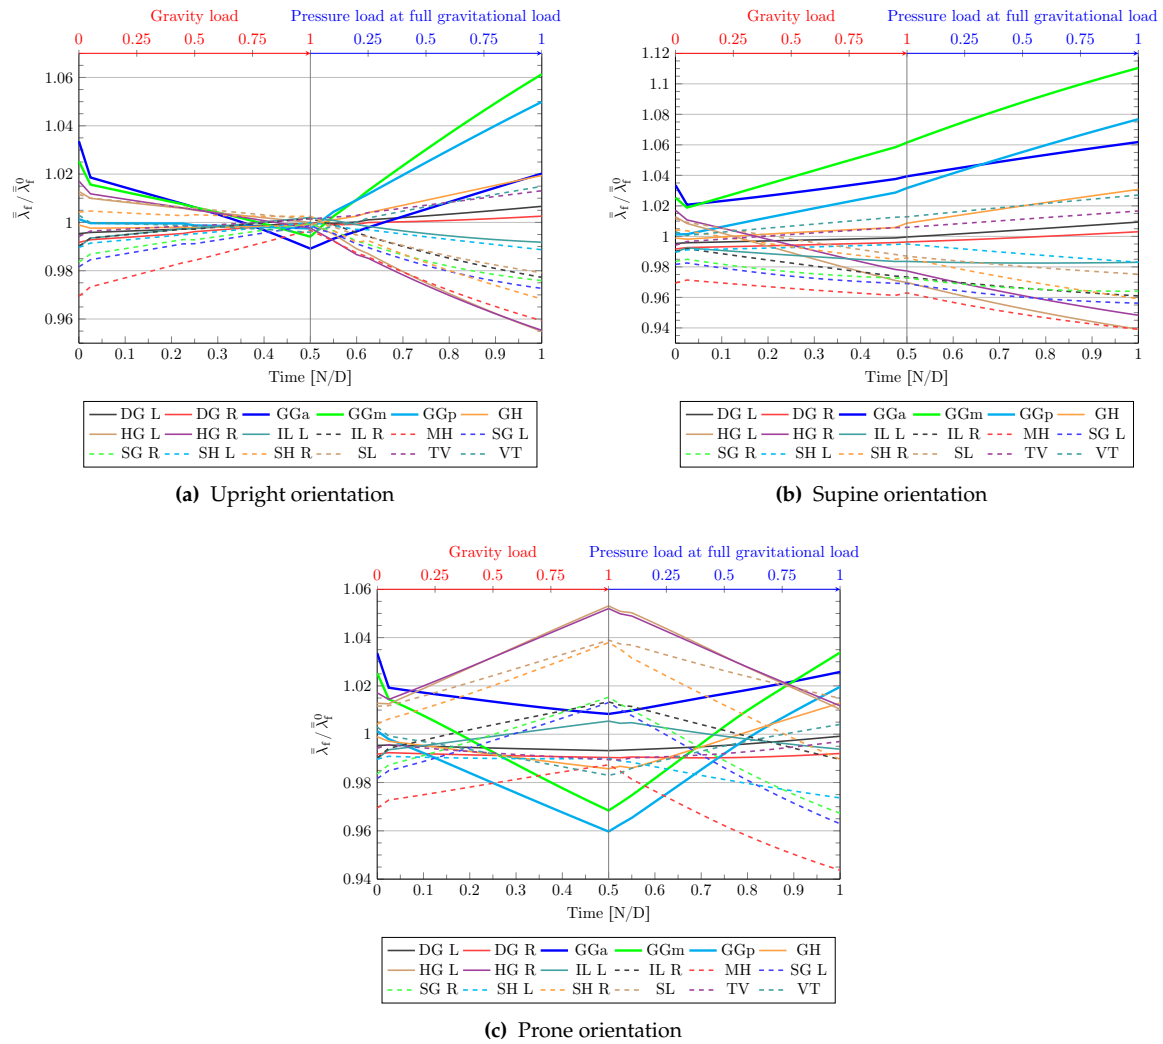 Gravity load Pressure load at full gravitational load
0 0.25 0.5 0.75 1 0.25 0.5 0.75 1
1.06
1.04
1.02
1
0.98
0.96
λ̿f / λ̿f⁰
0 0.1 0.2 0.3 0.4 0.5 0.6 0.7 0.8 0.9 1
Time [N/D]
DG L DG R GGa GGm GGp GH
HG L HG R IL L IL R MH SG L
SG R SH L SH R SL TV VT
(a) Upright orientation
Gravity load Pressure load at full gravitational load
0 0.25 0.5 0.75 1 0.25 0.5 0.75 1
1.12
1.1
1.08
1.06
1.04
1.02
1
0.98
0.96
0.94
λ̿f / λ̿f⁰
0 0.1 0.2 0.3 0.4 0.5 0.6 0.7 0.8 0.9 1
Time [N/D]
DG L DG R GGa GGm GGp GH
HG L HG R IL L IL R MH SG L
SG R SH L SH R SL TV VT
(b) Supine orientation
Gravity load Pressure load at full gravitational load
0 0.25 0.5 0.75 1 0.25 0.5 0.75 1
1.06
1.04
1.02
1
0.98
0.96
0.94
λ̿f / λ̿f⁰
0 0.1 0.2 0.3 0.4 0.5 0.6 0.7 0.8 0.9 1
Time [N/D]
DG L DG R GGa GGm GGp GH
HG L HG R IL L IL R MH SG L
SG R SH L SH R SL TV VT
(c) Prone orientation